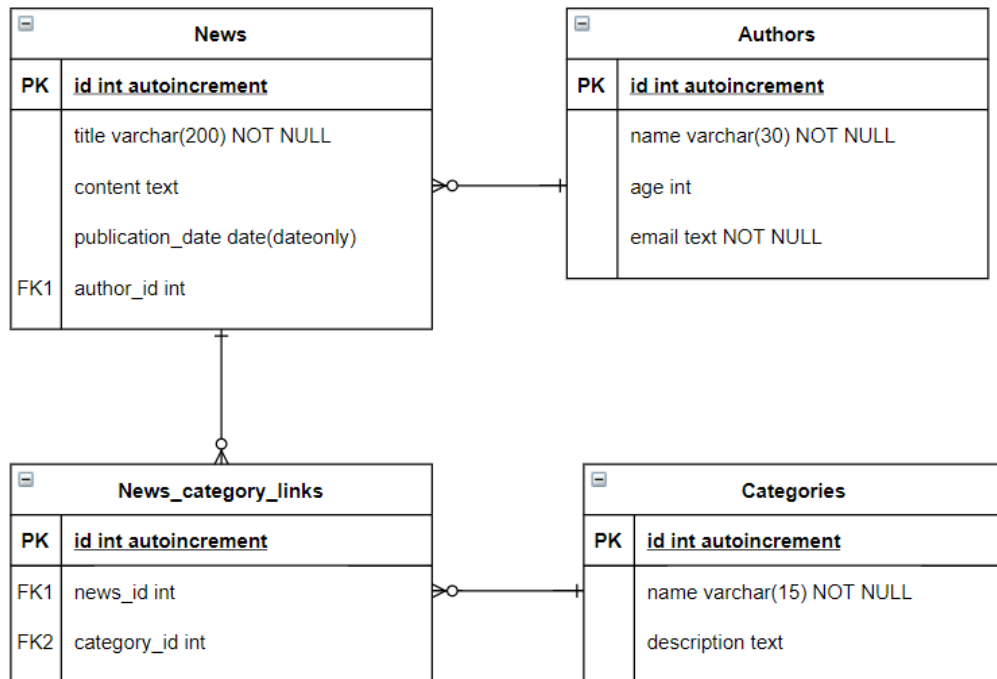 News
PK id int autoincrement
title varchar(200) NOT NULL
content text
publication_date date(dateonly)
FK1 author_id int
Authors
PK id int autoincrement
name varchar(30) NOT NULL
age int
email text NOT NULL
News_category_links
PK id int autoincrement
FK1 news_id int
FK2 category_id int
Categories
PK id int autoincrement
name varchar(15) NOT NULL
description text